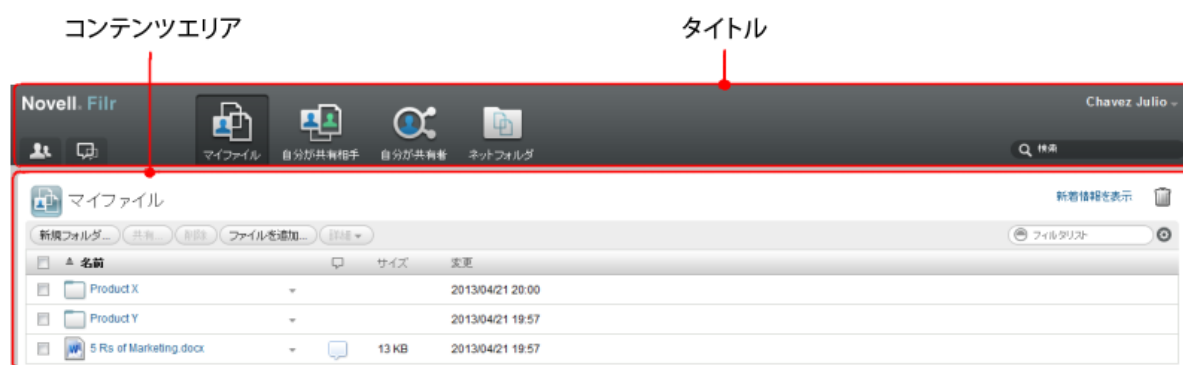 コンテンツエリア タイトル
Novell. Filr Chavez Julio
マイファイル 自分が共有相手 自分が共有者 ネットフォルダ 検索
マイファイル 新着情報を表示
新規フォルダ... 共有... 削除 ファイルを追加... 詳細 フィルタリスト
名前 サイズ 変更
Product X 2013/04/21 20:00
Product Y 2013/04/21 19:57
5 Rs of Marketing.docx 13 KB 2013/04/21 19:57